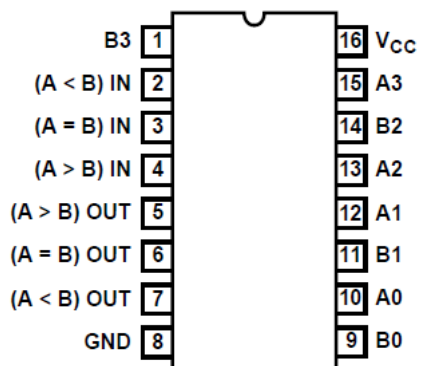 B3 1 16 VCC
(A < B) IN 2 15 A3
(A = B) IN 3 14 B2
(A > B) IN 4 13 A2
(A > B) OUT 5 12 A1
(A = B) OUT 6 11 B1
(A < B) OUT 7 10 A0
GND 8 9 B0